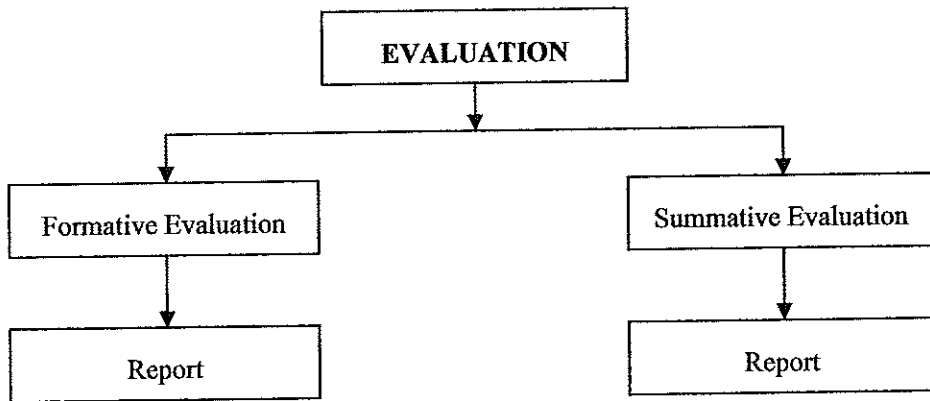 EVALUATION
Formative Evaluation
Summative Evaluation
Report
Report